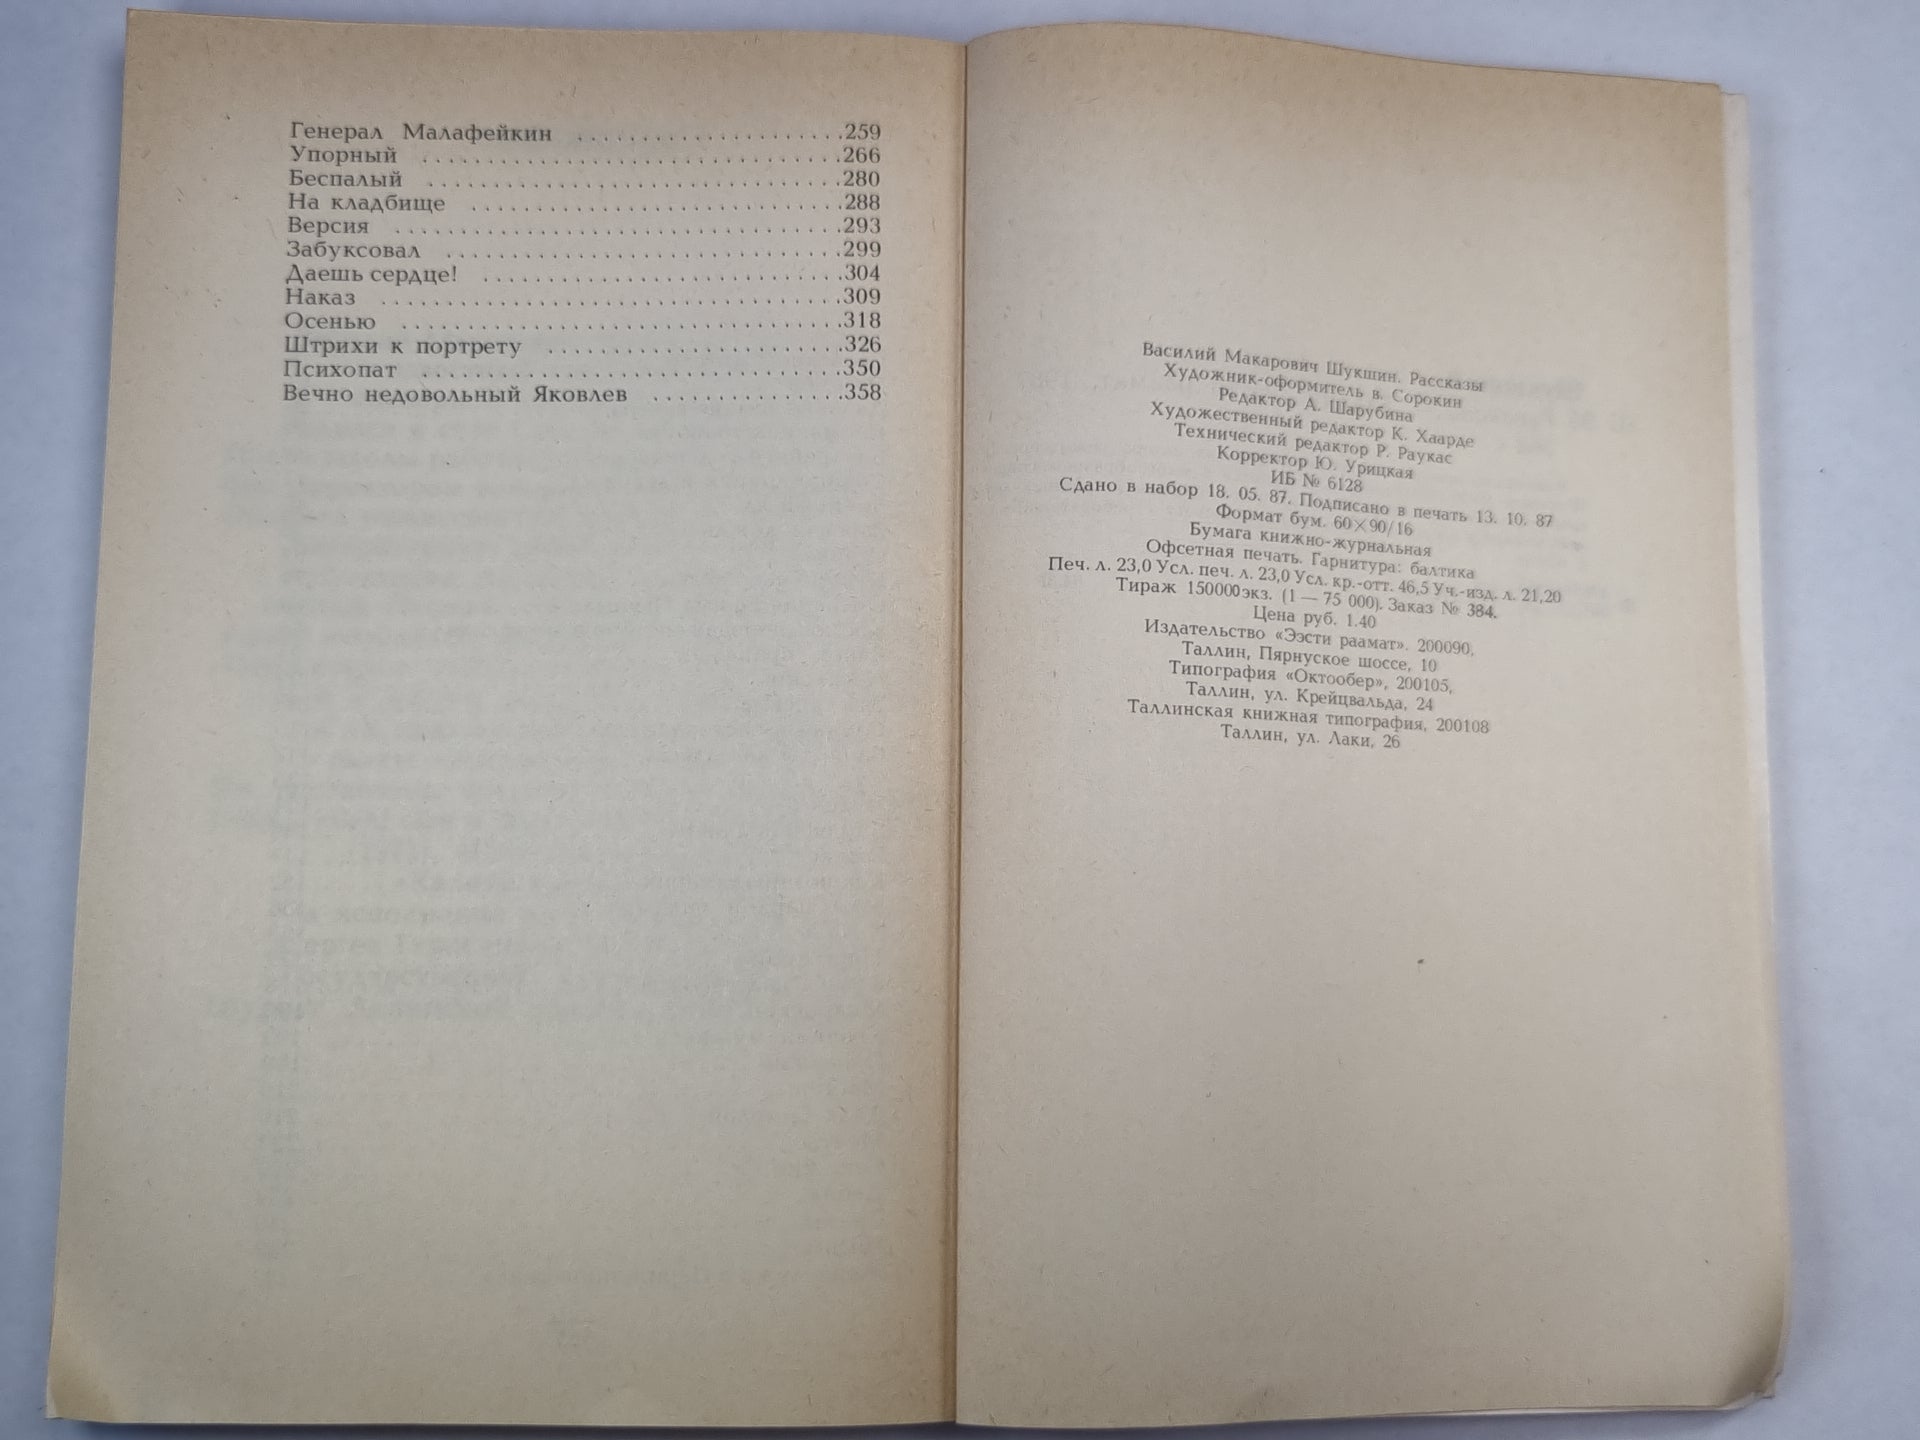 Генерал Малафейкин .....................259
Упорный ................................266
Беспалый ................................280
На кладбище .............................288
Версия ..................................293
Забуксовал ..............................299
Даешь сердце! ...........................304
Наказ ...................................309
Осенью ..................................318
Штрихи к портрету .......................326
Психопат ................................350
Вечно недовольный Яковлев ...............358
Василий Макарович Шукшин. Рассказы
Художник-оформитель в. Сорокин
Редактор А. Шарубина
Художественный редактор К. Хаарде
Технический редактор Р. Раукас
Корректор Ю. Урицкая
ИБ № 6128
Сдано в набор 18. 05. 87. Подписано в печать 13. 10. 87
Формат бум. 60×90/16
Бумага книжно-журнальная
Офсетная печать. Гарнитура: балтика
Печ. л. 23,0 Усл. печ. л. 23,0 Усл. кр.-отт. 46,5 Уч.-изд. л. 21,20
Тираж 150000экз. (1 — 75 000). Заказ № 384.
Цена руб. 1.40
Издательство «Ээсти раамат». 200090,
Таллин, Пярнуское шоссе, 10
Типография «Октообер», 200105,
Таллин, ул. Крейцвальда, 24
Таллинская книжная типография, 200108
Таллин, ул. Лаки, 26